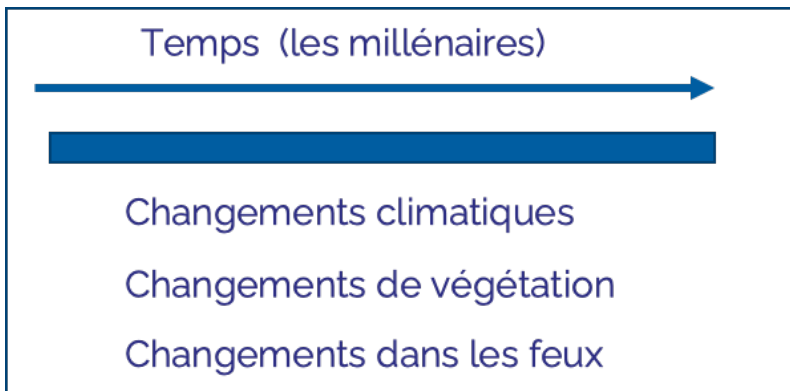 Temps (les millénaires)
Changements climatiques
Changements de végétation
Changements dans les feux